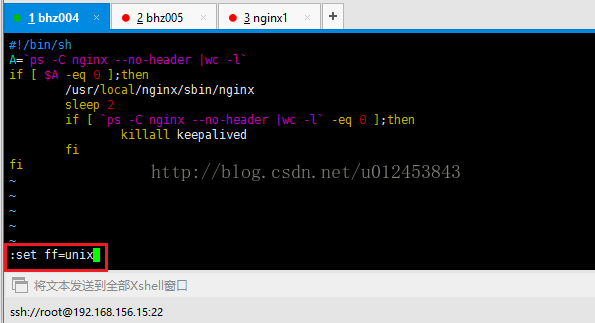 1 bhz004 × 2 bhz005 × 3 nginx1 × +
#!/bin/sh
A=`ps -C nginx --no-header |wc -l`
if [ $A -eq 0 ];then
/usr/local/nginx/sbin/nginx
sleep 2
if [ `ps -C nginx --no-header |wc -l` -eq 0 ];then
killall keepalived
fi
fi
http://blog.csdn.net/u012453843
~
~
~
~
~
:set ff=unix
将文本发送到全部Xshell窗口
ssh://root@192.168.156.15:22